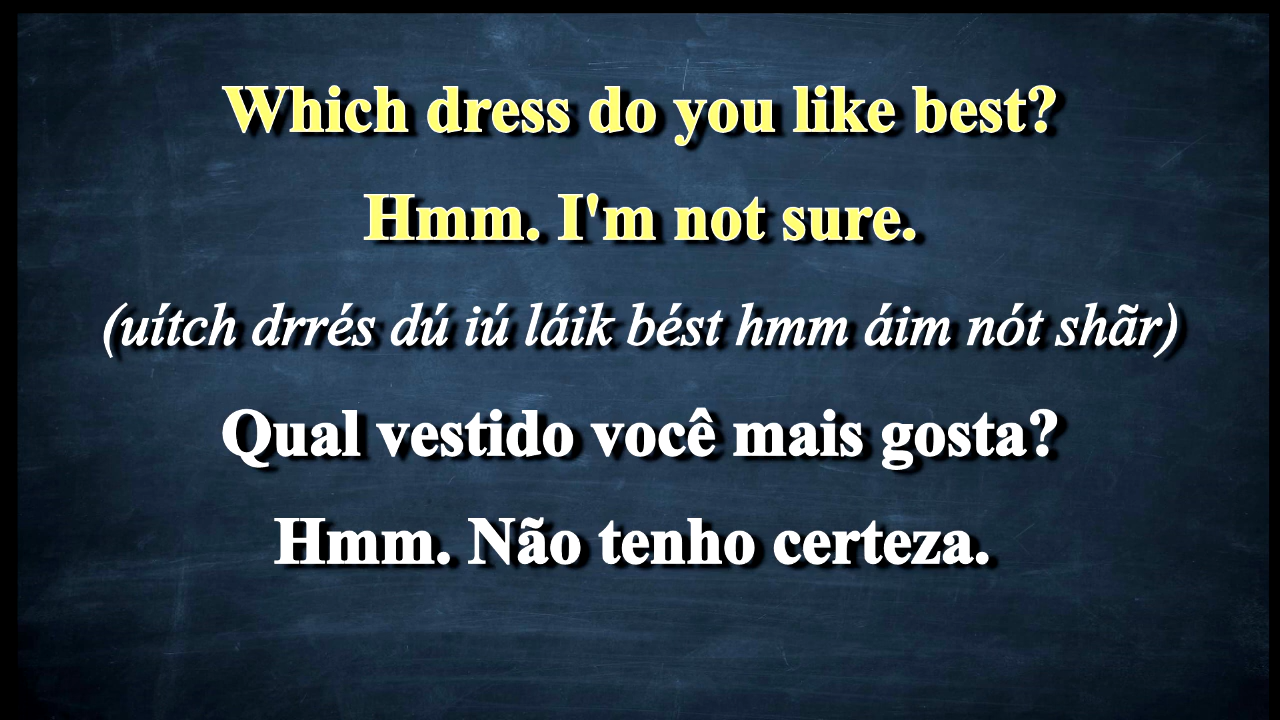 Which dress do you like best?
Hmm. I'm not sure.
(uítch drrés dú iú láik bést hmm áim nót shãr)
Qual vestido você mais gosta?
Hmm. Não tenho certeza.